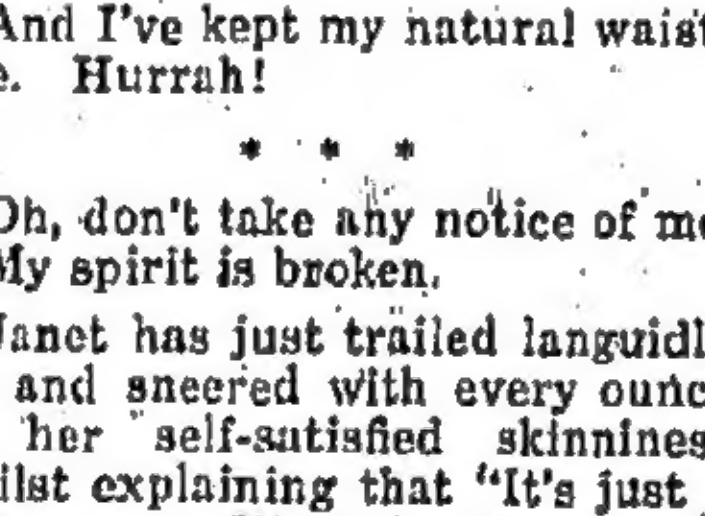 And I've kept my natural waist
e. Hurrah!
* * *
Oh, don't take any notice of me
My spirit is broken.
Janet has just trailed languidl
and sneered with every ounc
her self-satisfied skinnines
ilst explaining that "It's just